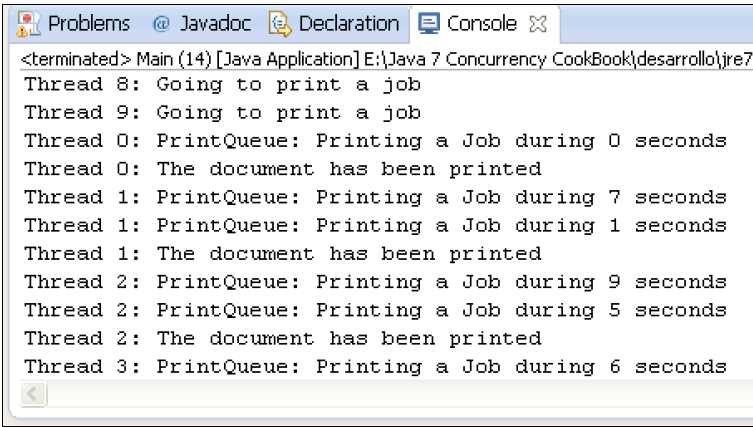 Problems @ Javadoc Declaration Console
<terminated> Main (14) [Java Application] E:\Java 7 Concurrency CookBook\desarrollo\jre7
Thread 8: Going to print a job
Thread 9: Going to print a job
Thread 0: PrintQueue: Printing a Job during 0 seconds
Thread 0: The document has been printed
Thread 1: PrintQueue: Printing a Job during 7 seconds
Thread 1: PrintQueue: Printing a Job during 1 seconds
Thread 1: The document has been printed
Thread 2: PrintQueue: Printing a Job during 9 seconds
Thread 2: PrintQueue: Printing a Job during 5 seconds
Thread 2: The document has been printed
Thread 3: PrintQueue: Printing a Job during 6 seconds